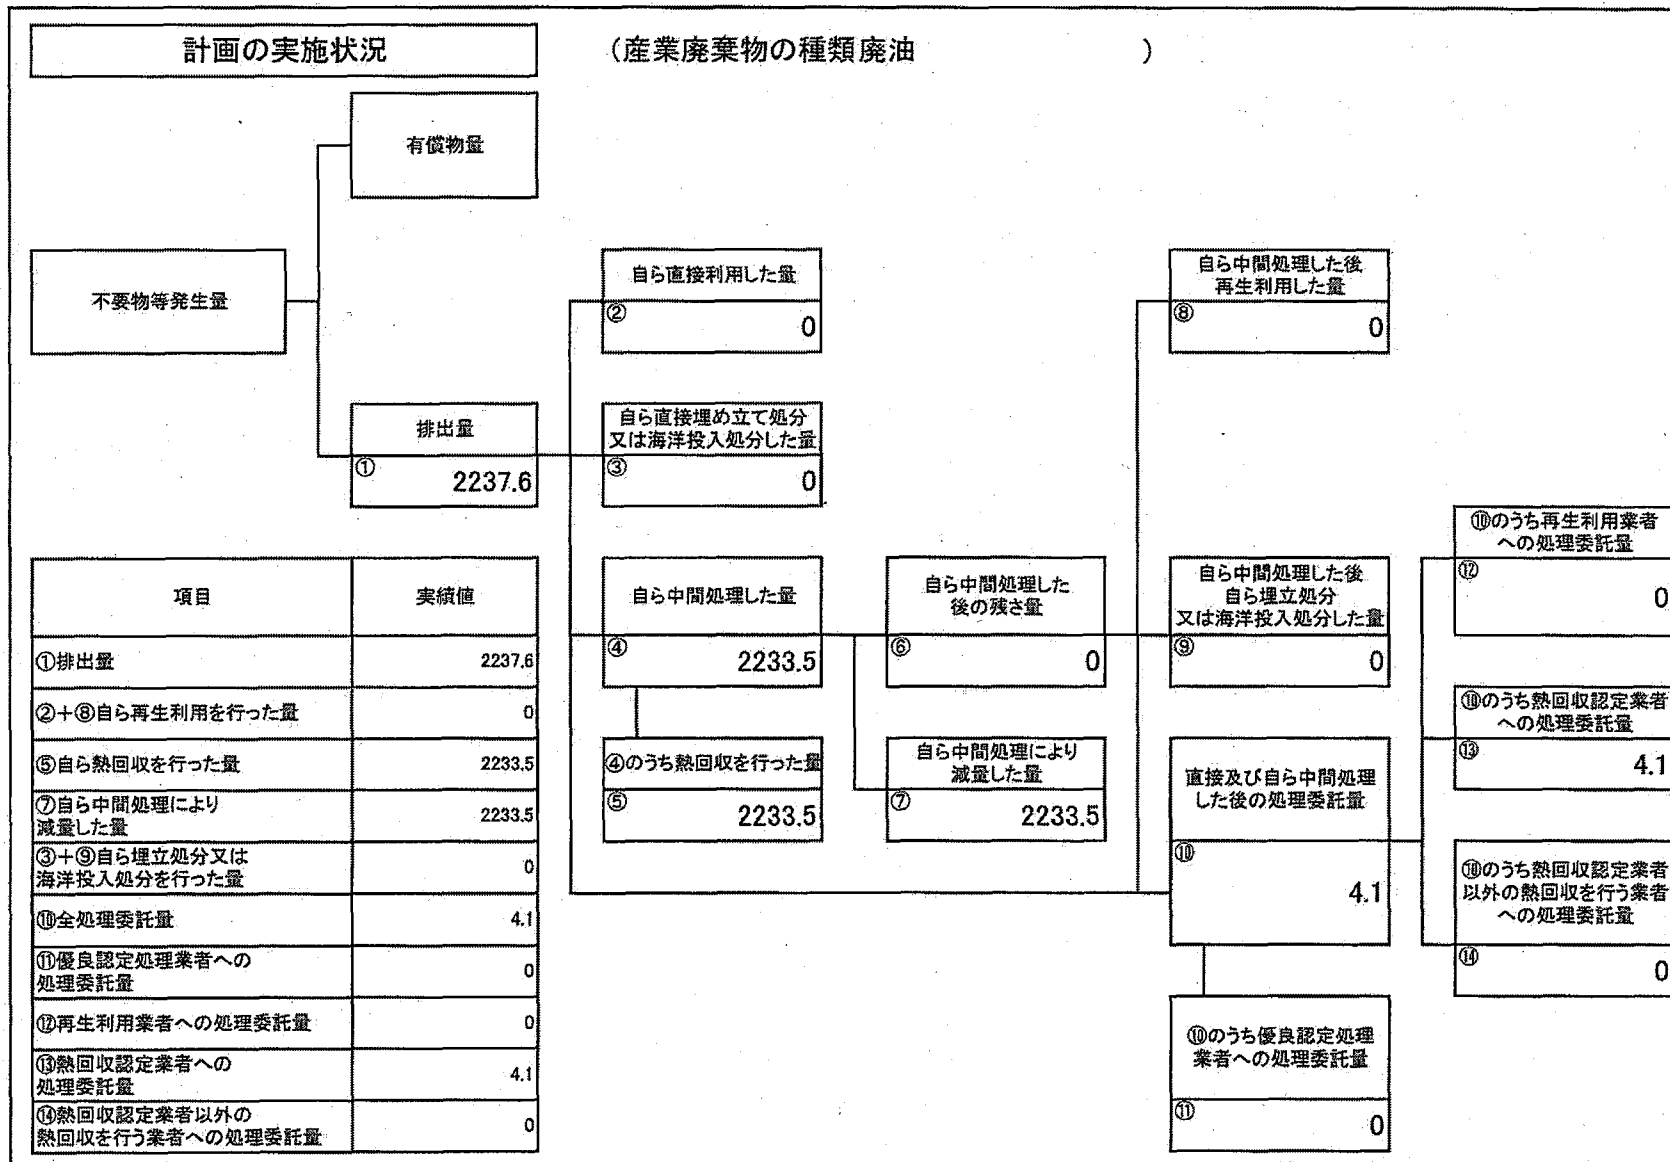 計画の実施状況 (産業廃棄物の種類廃油 )
有償物量
不要物等発生量
自ら直接利用した量
② 0
自ら中間処理した後
再生利用した量
⑧ 0
排出量
① 2237.6
自ら直接埋め立て処分
又は海洋投入処分した量
③ 0
⑩のうち再生利用業者
への処理委託量
⑫ 0
自ら中間処理した量
④ 2233.5
自ら中間処理した
後の残さ量
⑥ 0
自ら中間処理した後
自ら埋立処分
又は海洋投入処分した量
⑨ 0
⑩のうち熱回収認定業者
への処理委託量
⑬ 4.1
④のうち熱回収を行った量
⑤ 2233.5
自ら中間処理により
減量した量
⑦ 2233.5
直接及び自ら中間処理
した後の処理委託量
⑩ 4.1
⑩のうち熱回収認定業者
以外の熱回収を行う業者
への処理委託量
⑭ 0
⑩のうち優良認定処理
業者への処理委託量
⑪ 0
項目 実績値
①排出量 2237.6
②+⑧自ら再生利用を行った量 0
⑤自ら熱回収を行った量 2233.5
⑦自ら中間処理により
減量した量 2233.5
③+⑨自ら埋立処分又は
海洋投入処分を行った量 0
⑩全処理委託量 4.1
⑪優良認定処理業者への
処理委託量 0
⑫再生利用業者への処理委託量 0
⑬熱回収認定業者への
処理委託量 4.1
⑭熱回収認定業者以外の
熱回収を行う業者への処理委託量 0